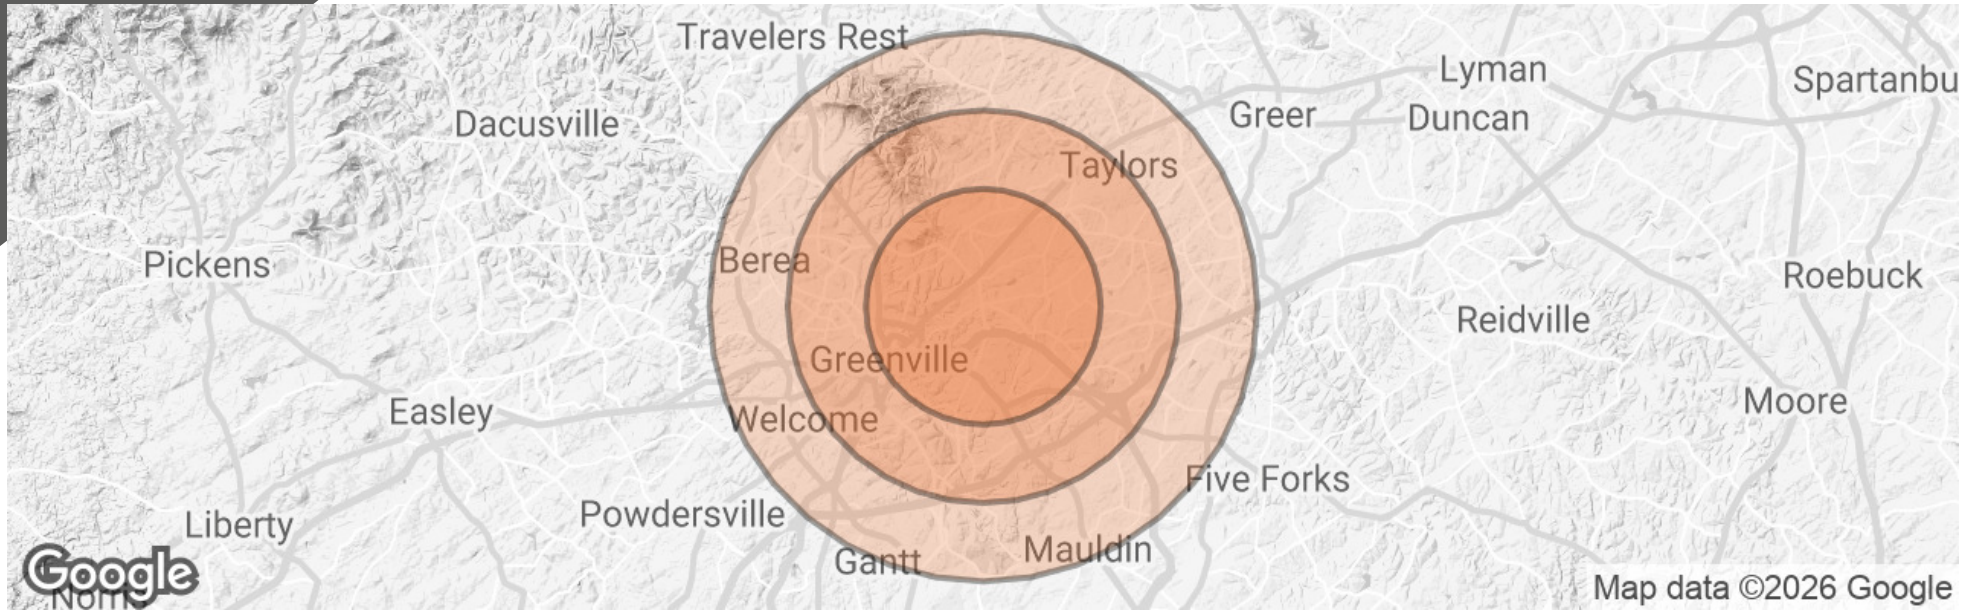 Travelers Rest
Lyman
Spartanbu
Dacusville
Greer
Duncan
Taylors
Pickens
Berea
Roebuck
Reidville
Greenville
Easley
Welcome
Moore
Five Forks
Liberty
Powdersville
Gantt
Mauldin
Google
Map data ©2026 Google